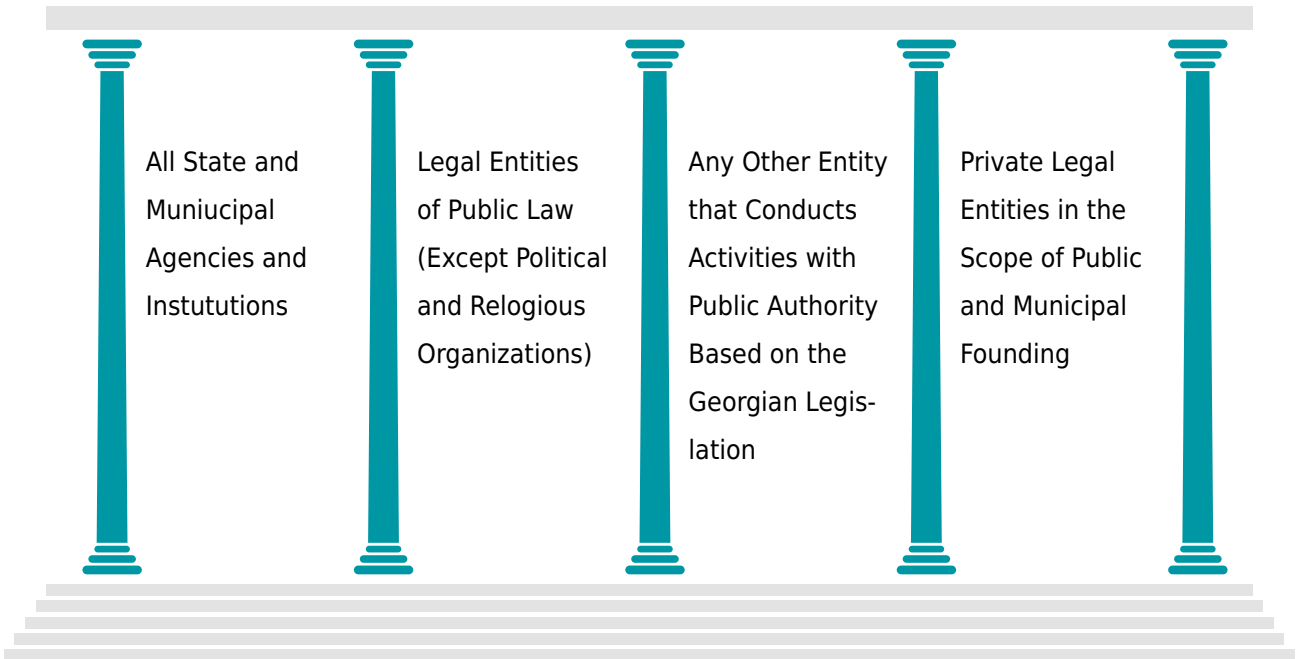 All State and
Muniucipal
Agencies and
Instututions
Legal Entities
of Public Law
(Except Political
and Relogious
Organizations)
Any Other Entity
that Conducts
Activities with
Public Authority
Based on the
Georgian Legis-
lation
Private Legal
Entities in the
Scope of Public
and Municipal
Founding